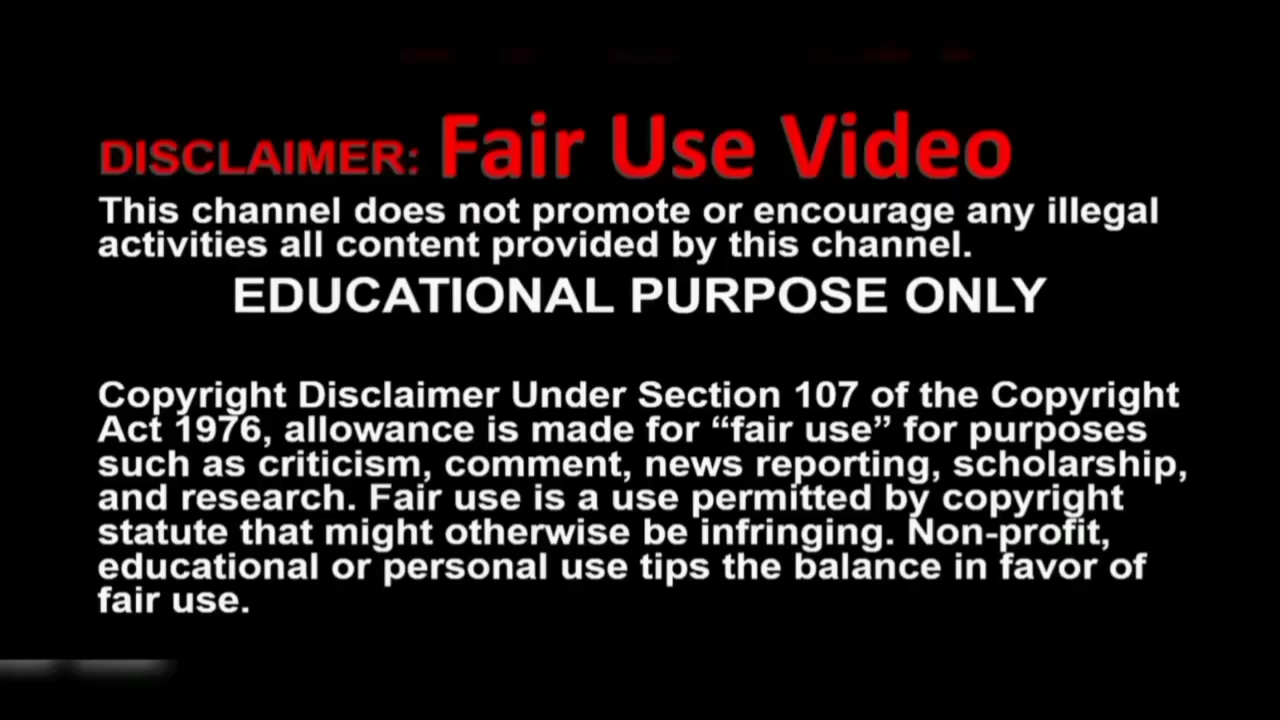 DISCLAIMER: Fair Use Video
This channel does not promote or encourage any illegal
activities all content provided by this channel.
EDUCATIONAL PURPOSE ONLY
Copyright Disclaimer Under Section 107 of the Copyright
Act 1976, allowance is made for “fair use” for purposes
such as criticism, comment, news reporting, scholarship,
and research. Fair use is a use permitted by copyright
statute that might otherwise be infringing. Non-profit,
educational or personal use tips the balance in favor of
fair use.